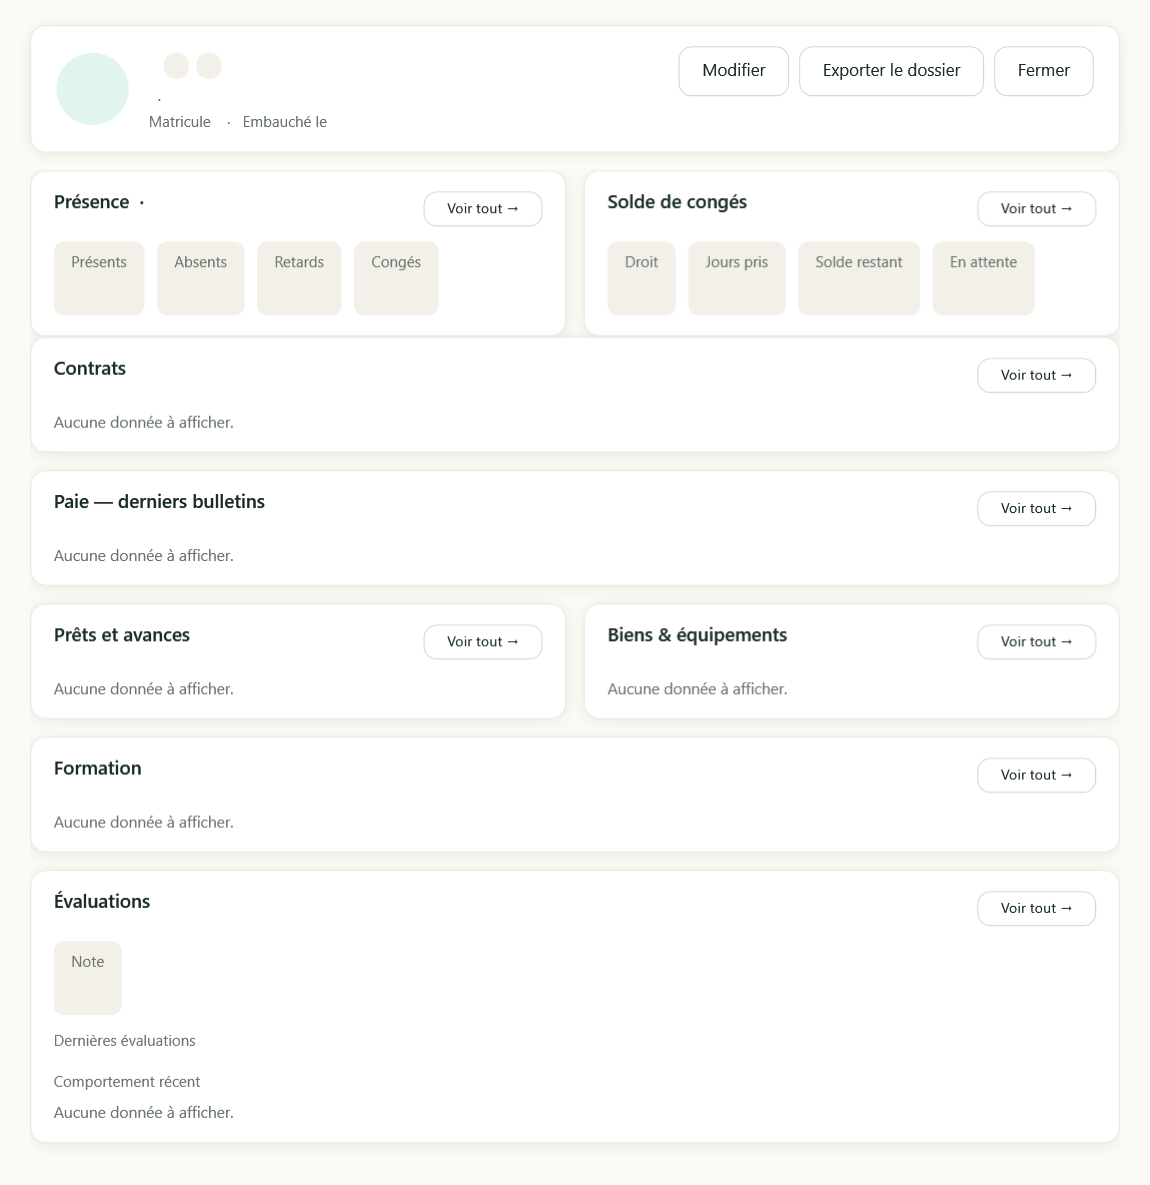 Modifier
Exporter le dossier
Fermer
.
Matricule · Embauché le
Présence ·
Voir tout →
Présents
Absents
Retards
Congés
Solde de congés
Voir tout →
Droit
Jours pris
Solde restant
En attente
Contrats
Voir tout →
Aucune donnée à afficher.
Paie — derniers bulletins
Voir tout →
Aucune donnée à afficher.
Prêts et avances
Voir tout →
Aucune donnée à afficher.
Biens & équipements
Voir tout →
Aucune donnée à afficher.
Formation
Voir tout →
Aucune donnée à afficher.
Évaluations
Voir tout →
Note
Dernières évaluations
Comportement récent
Aucune donnée à afficher.